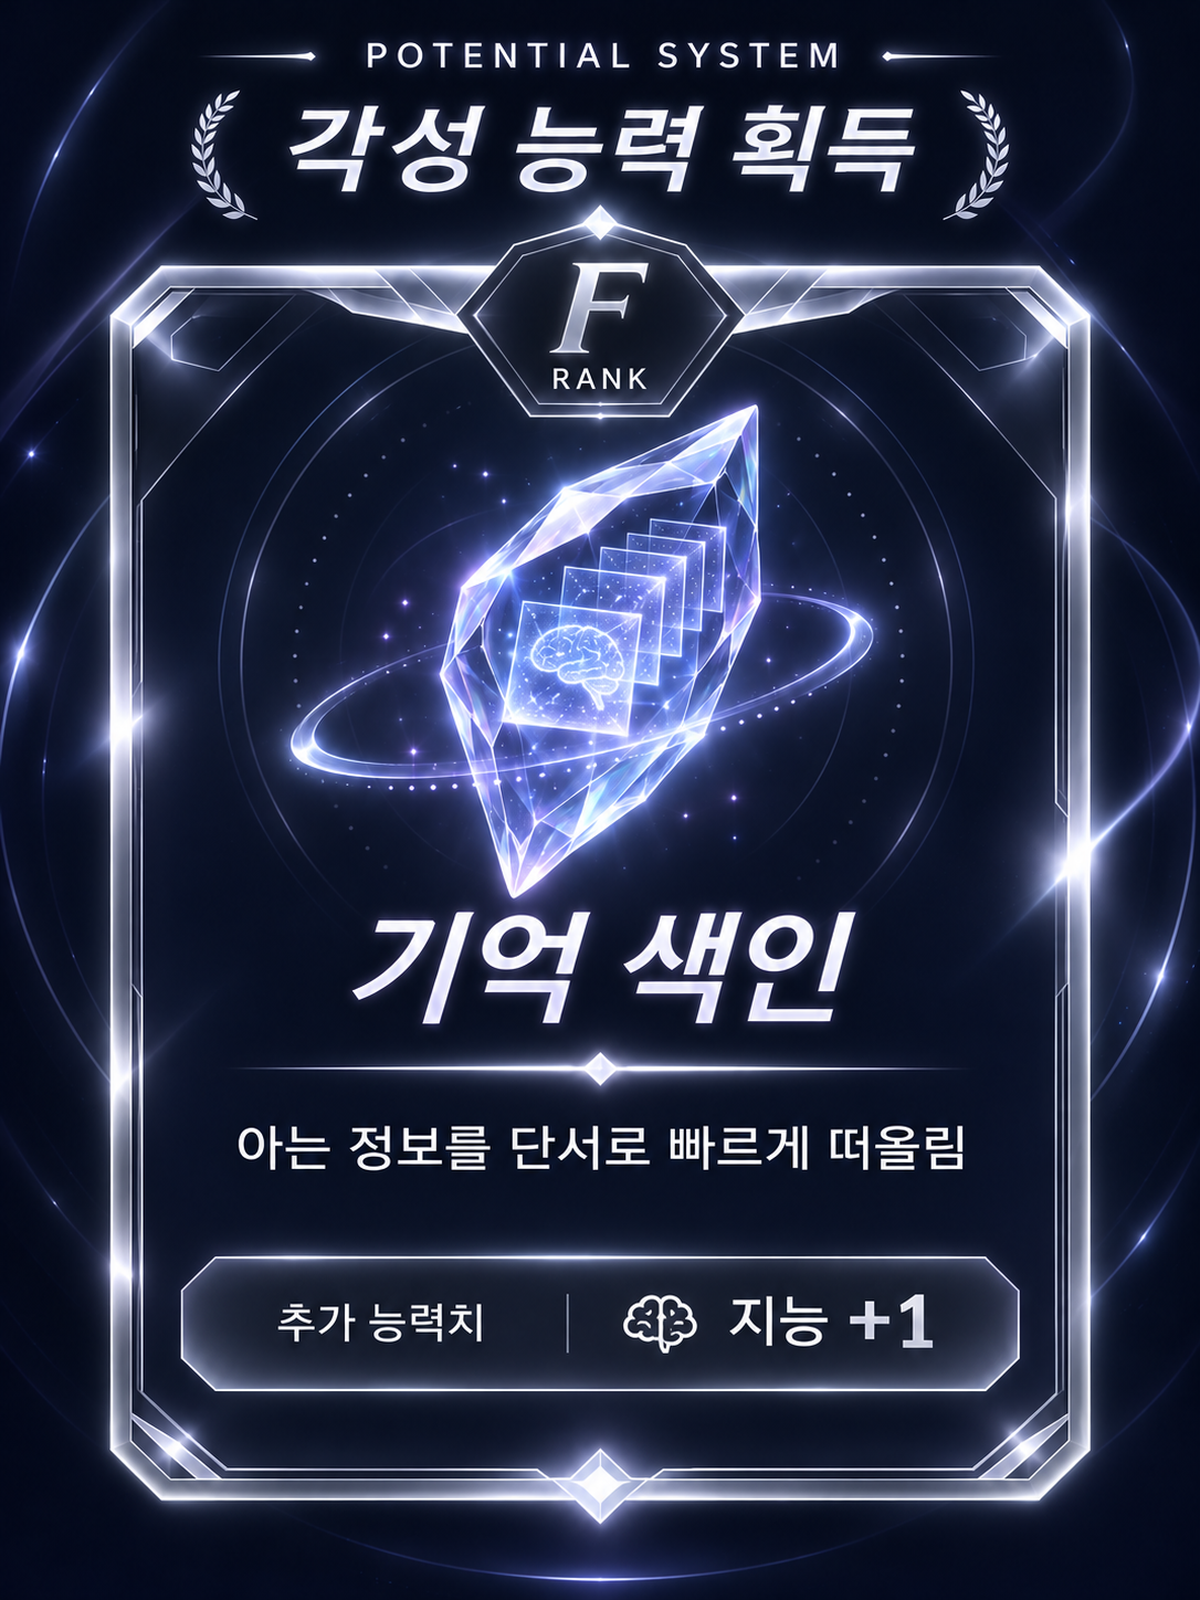 POTENTIAL SYSTEM
각성 능력 획득
F
RANK
기억 색인
아는 정보를 단서로 빠르게 떠올림
추가 능력치
지능 +1